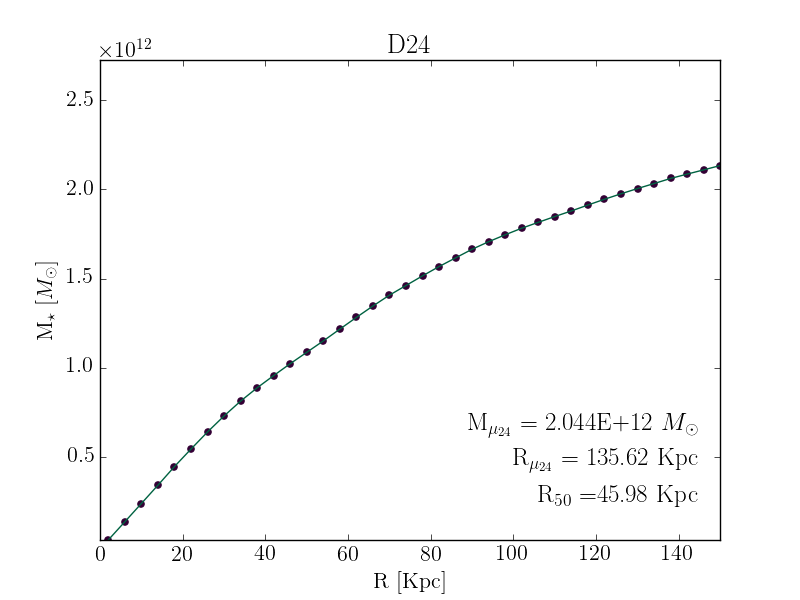 D24
×10¹²
2.5
2.0
1.5
1.0
0.5
M⋆ [M⊙]
M_μ₂₄ = 2.044E+12 M⊙
R_μ₂₄ = 135.62 Kpc
R₅₀ =45.98 Kpc
0 20 40 60 80 100 120 140
R [Kpc]